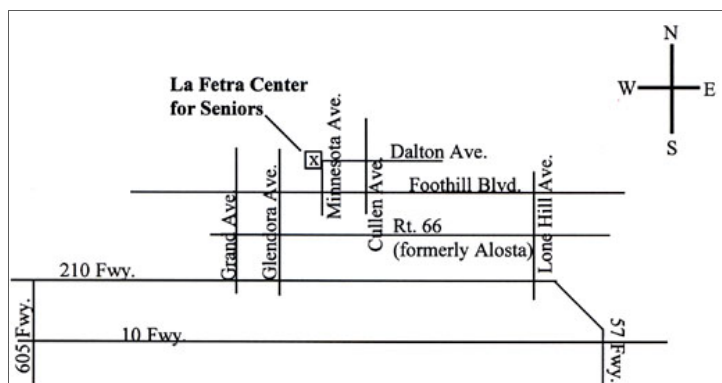 N
W E
S
La Fetra Center
for Seniors
X
Minnesota Ave.
Dalton Ave.
Cullen Ave.
Foothill Blvd.
Grand Ave.
Glendora Ave.
Rt. 66
(formerly Alosta)
Lone Hill Ave.
210 Fwy.
605 Fwy.
10 Fwy.
57 Fwy.